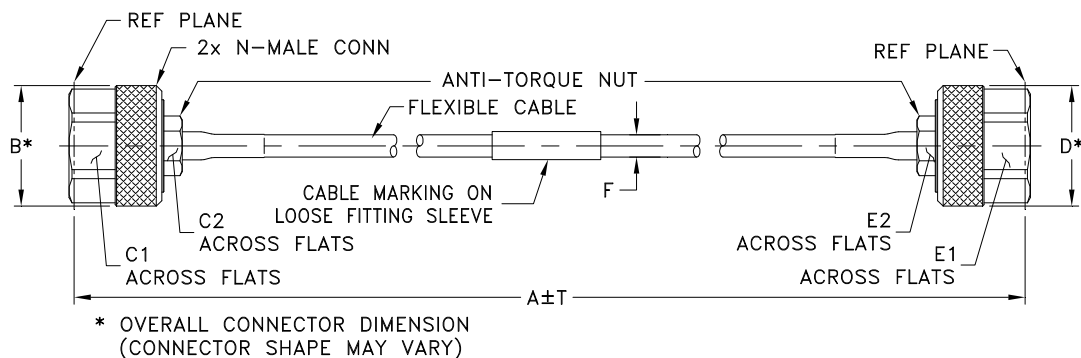 REF PLANE
2x N-MALE CONN
REF PLANE
ANTI-TORQUE NUT
FLEXIBLE CABLE
B*
D*
F
CABLE MARKING ON
LOOSE FITTING SLEEVE
C2
ACROSS FLATS
E2
ACROSS FLATS
C1
ACROSS FLATS
E1
ACROSS FLATS
A±T
* OVERALL CONNECTOR DIMENSION
(CONNECTOR SHAPE MAY VARY)